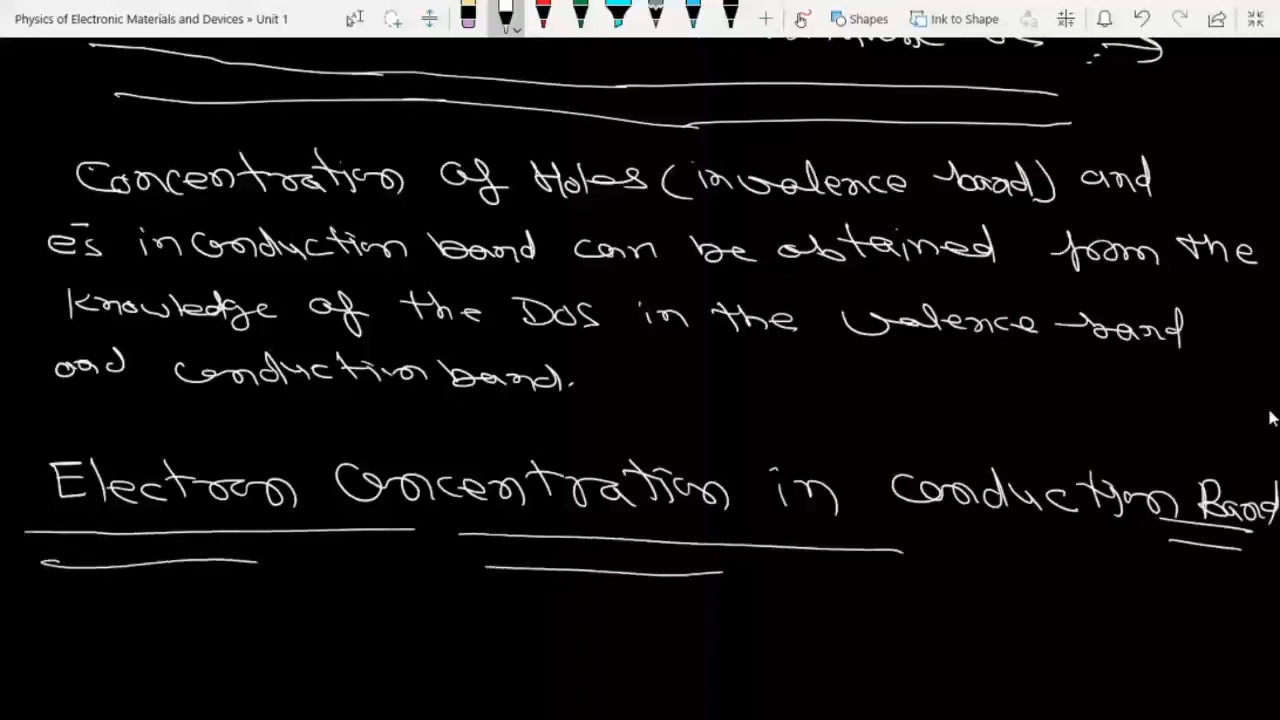 Physics of Electronic Materials and Devices » Unit 1
Shapes
Ink to Shape
Concentration of Holes (in valence band) and
e⁻s in conduction band can be obtained from the
knowledge of the DOS in the valence band
and conduction band.
Electron Concentration in conduction Band